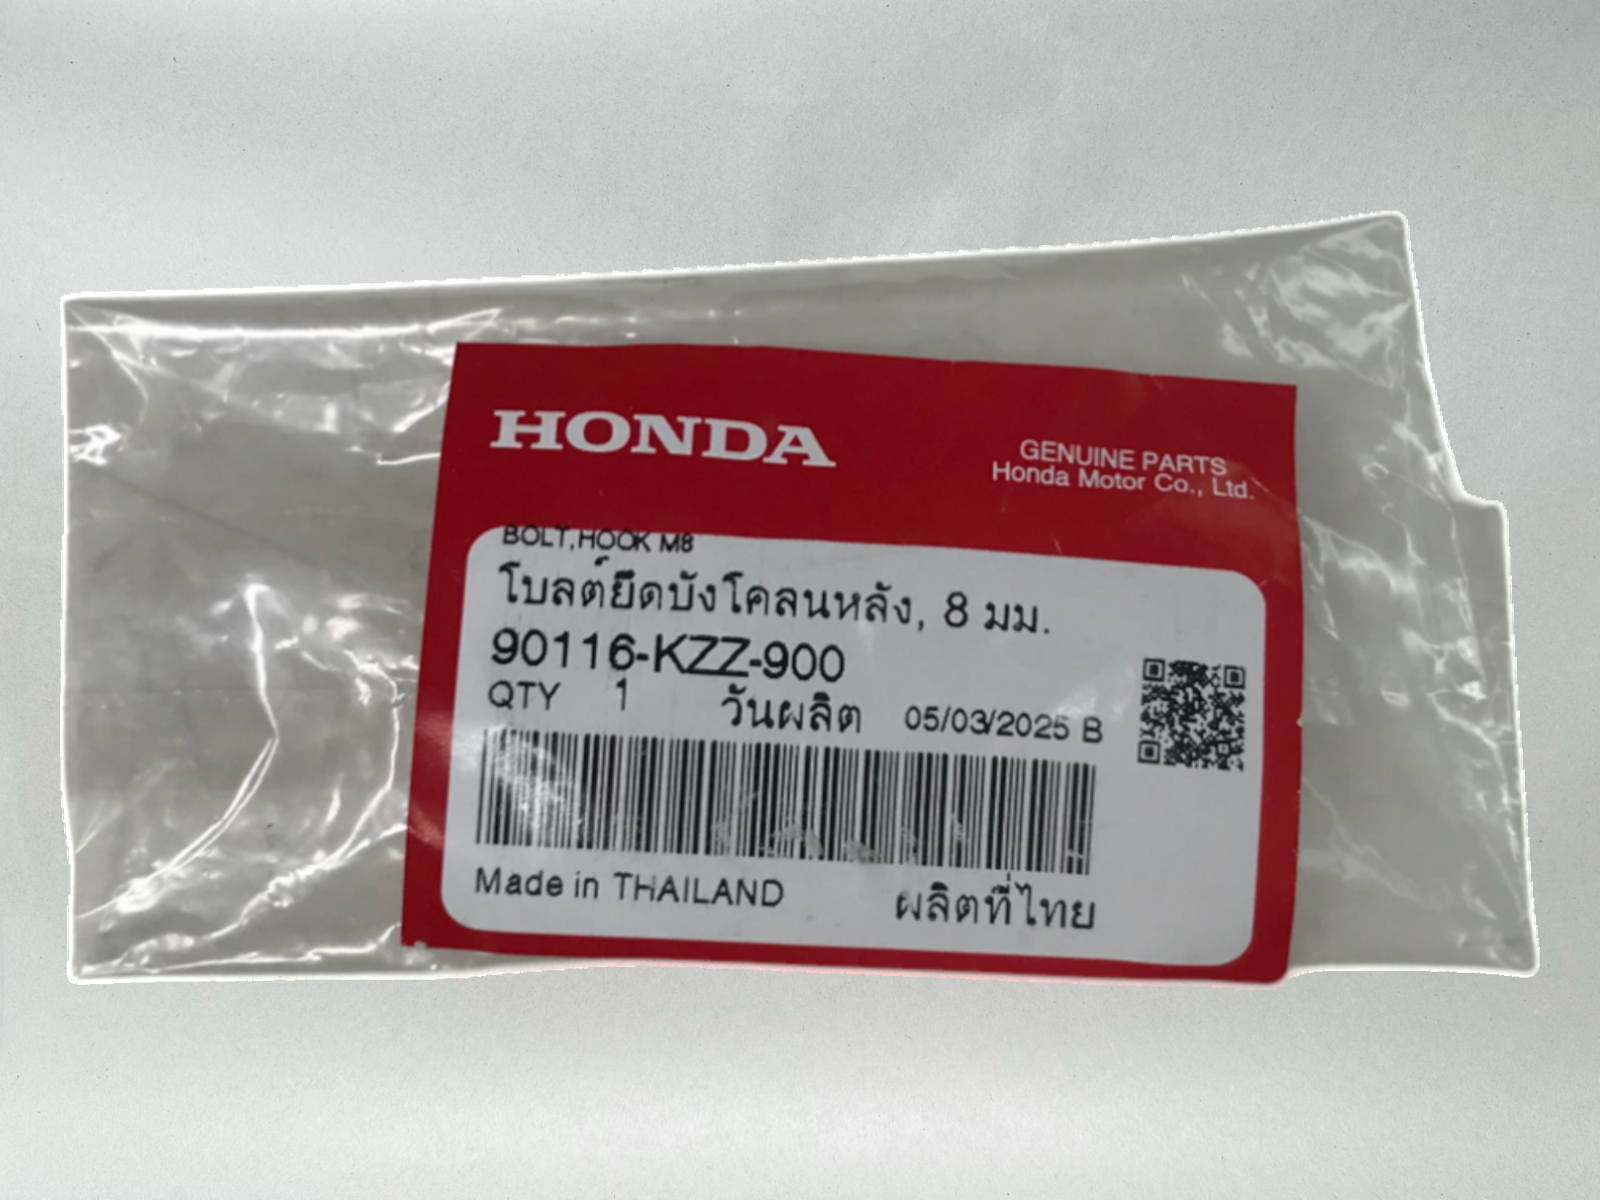 HONDA
GENUINE PARTS
Honda Motor Co., Ltd.
BOLT,HOOK M8
โบลต์ยึดบังโคลนหลัง, 8 มม.
90116-KZZ-900
QTY 1 วันผลิต 05/03/2025 B
Made in THAILAND ผลิตที่ไทย